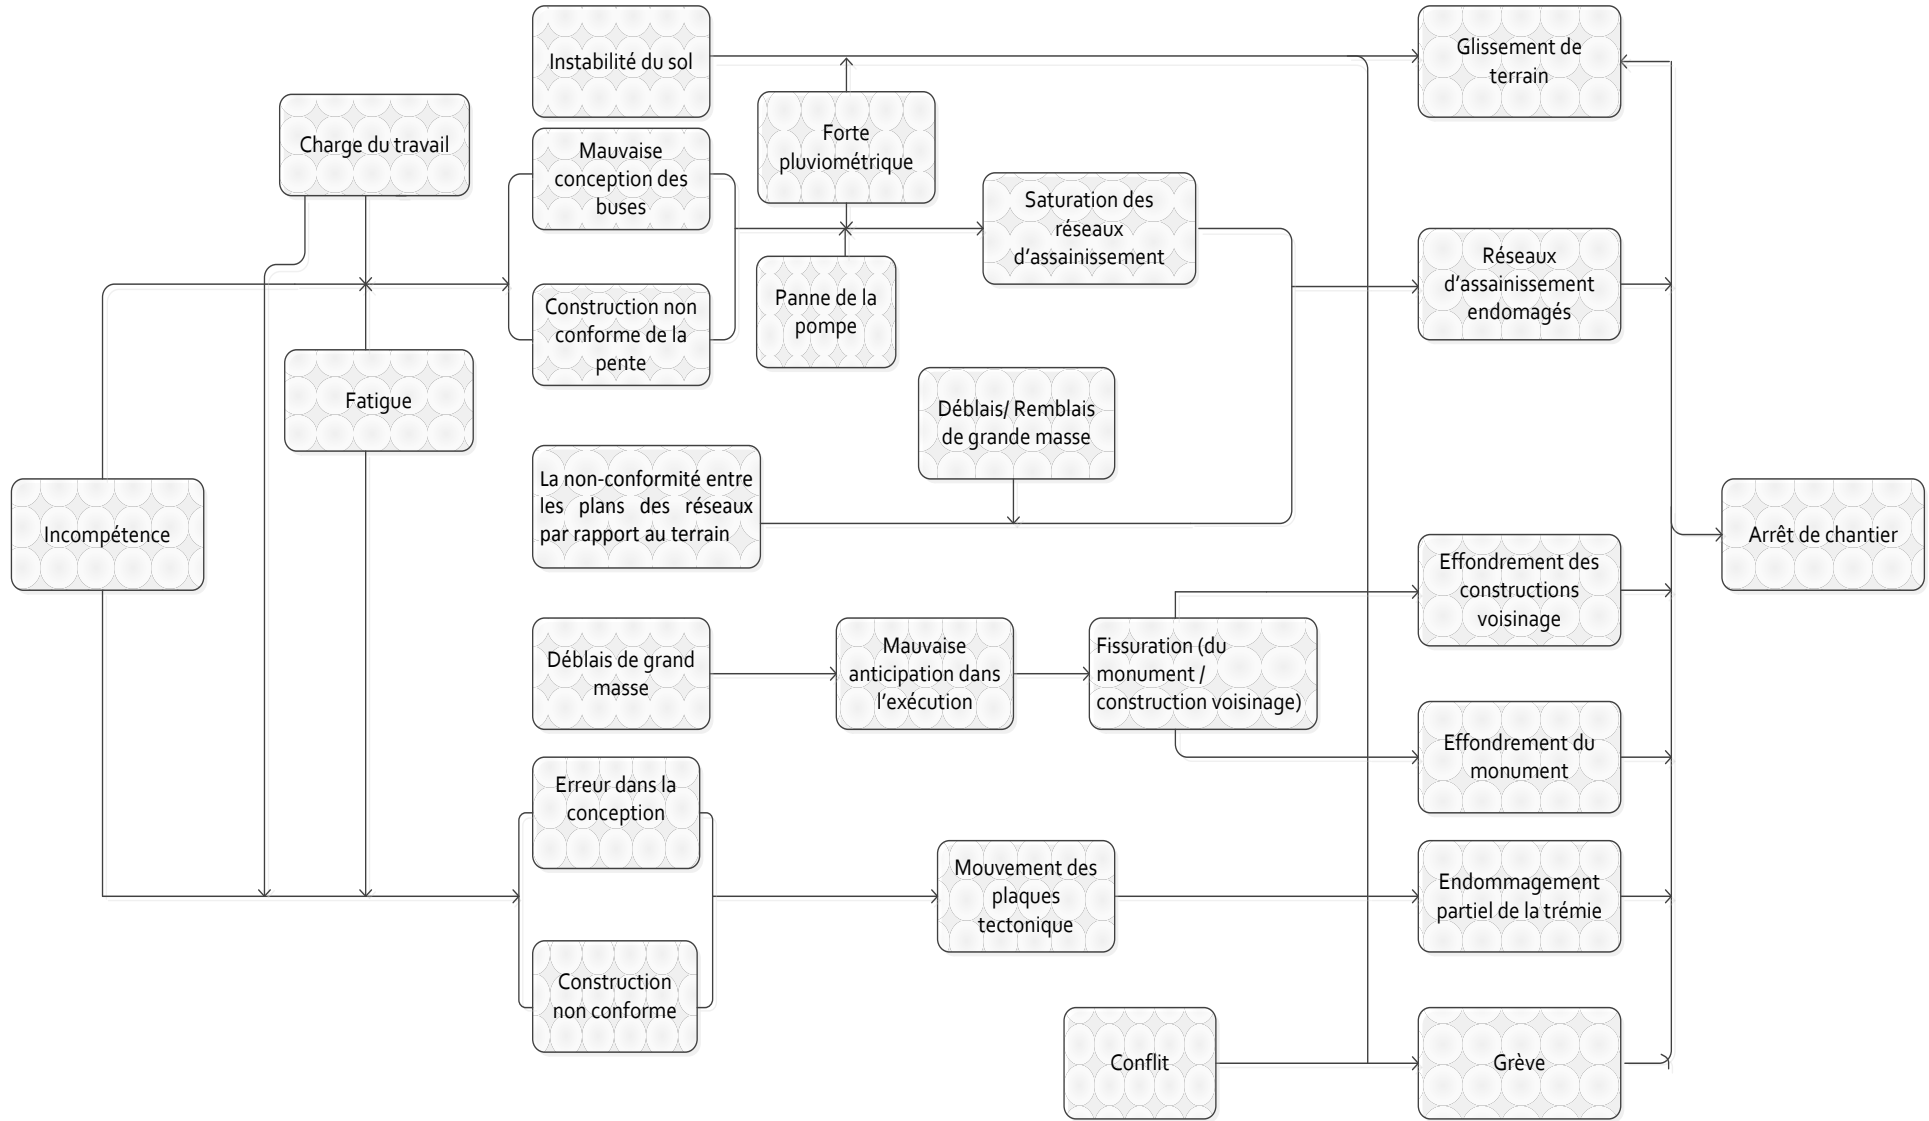 Instabilité du sol
Glissement de
terrain
Charge du travail
Forte
pluviométrique
Mauvaise
conception des
buses
Saturation des
réseaux
d'assainissement
Réseaux
d'assainissement
endomagés
Panne de la
pompe
Construction non
conforme de la
pente
Fatigue
Déblais/ Remblais
de grande masse
La non-conformité entre
les plans des réseaux
par rapport au terrain
Incompétence
Arrêt de chantier
Effondrement des
constructions
voisinage
Déblais de grand
masse
Mauvaise
anticipation dans
l'exécution
Fissuration (du
monument /
construction voisinage)
Effondrement du
monument
Erreur dans la
conception
Mouvement des
plaques
tectonique
Endommagement
partiel de la trémie
Construction
non conforme
Conflit
Grève